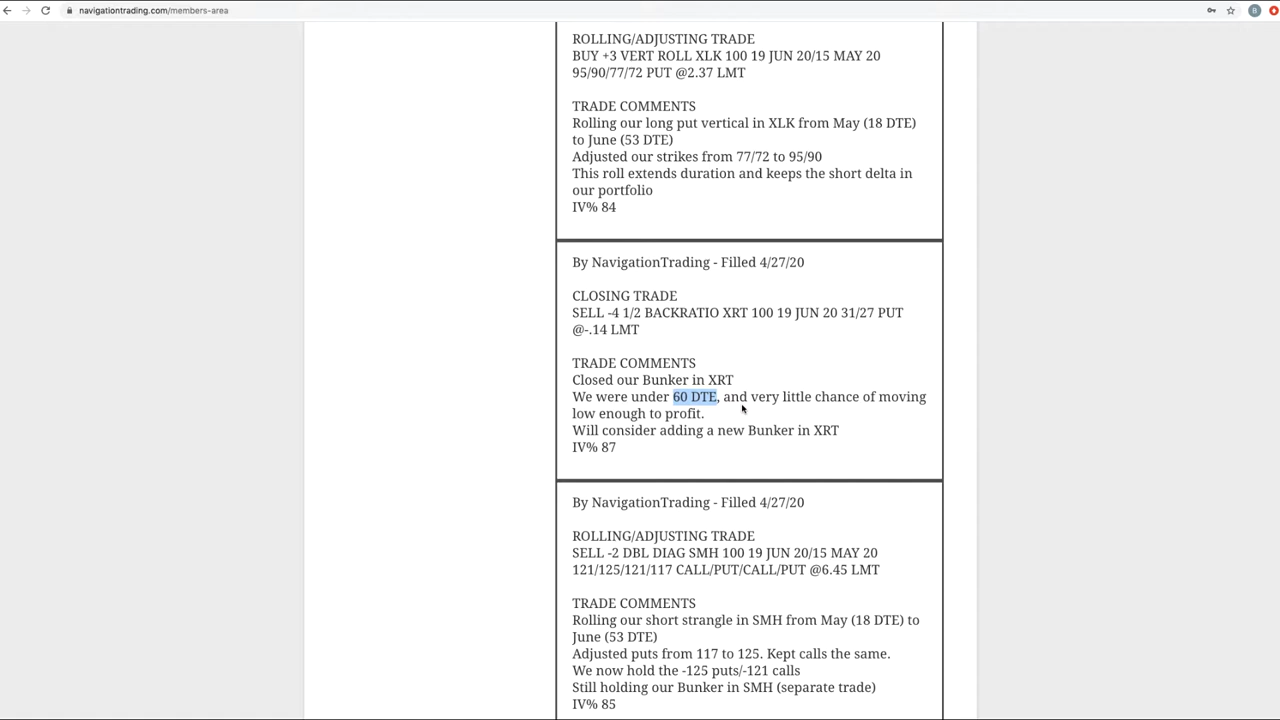 navigationtrading.com/members-area
B
ROLLING/ADJUSTING TRADE
BUY +3 VERT ROLL XLK 100 19 JUN 20/15 MAY 20
95/90/77/72 PUT @2.37 LMT
TRADE COMMENTS
Rolling our long put vertical in XLK from May (18 DTE)
to June (53 DTE)
Adjusted our strikes from 77/72 to 95/90
This roll extends duration and keeps the short delta in
our portfolio
IV% 84
By NavigationTrading - Filled 4/27/20
CLOSING TRADE
SELL -4 1/2 BACKRATIO XRT 100 19 JUN 20 31/27 PUT
@-.14 LMT
TRADE COMMENTS
Closed our Bunker in XRT
We were under 60 DTE, and very little chance of moving
low enough to profit.
Will consider adding a new Bunker in XRT
IV% 87
By NavigationTrading - Filled 4/27/20
ROLLING/ADJUSTING TRADE
SELL -2 DBL DIAG SMH 100 19 JUN 20/15 MAY 20
121/125/121/117 CALL/PUT/CALL/PUT @6.45 LMT
TRADE COMMENTS
Rolling our short strangle in SMH from May (18 DTE) to
June (53 DTE)
Adjusted puts from 117 to 125. Kept calls the same.
We now hold the -125 puts/-121 calls
Still holding our Bunker in SMH (separate trade)
IV% 85